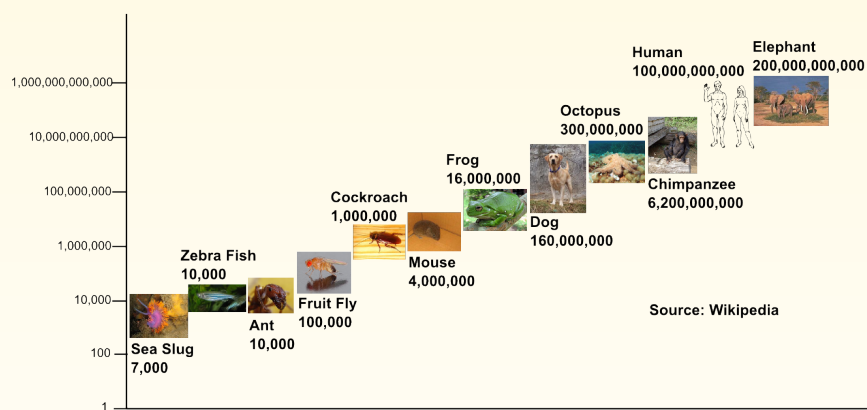 Human
100,000,000,000
Elephant
200,000,000,000
1,000,000,000,000
Octopus
300,000,000
10,000,000,000
Frog
16,000,000
Chimpanzee
6,200,000,000
100,000,000
Cockroach
1,000,000
Dog
160,000,000
1,000,000
Zebra Fish
10,000
Mouse
4,000,000
10,000
Fruit Fly
100,000
Source: Wikipedia
Ant
10,000
100
Sea Slug
7,000
1